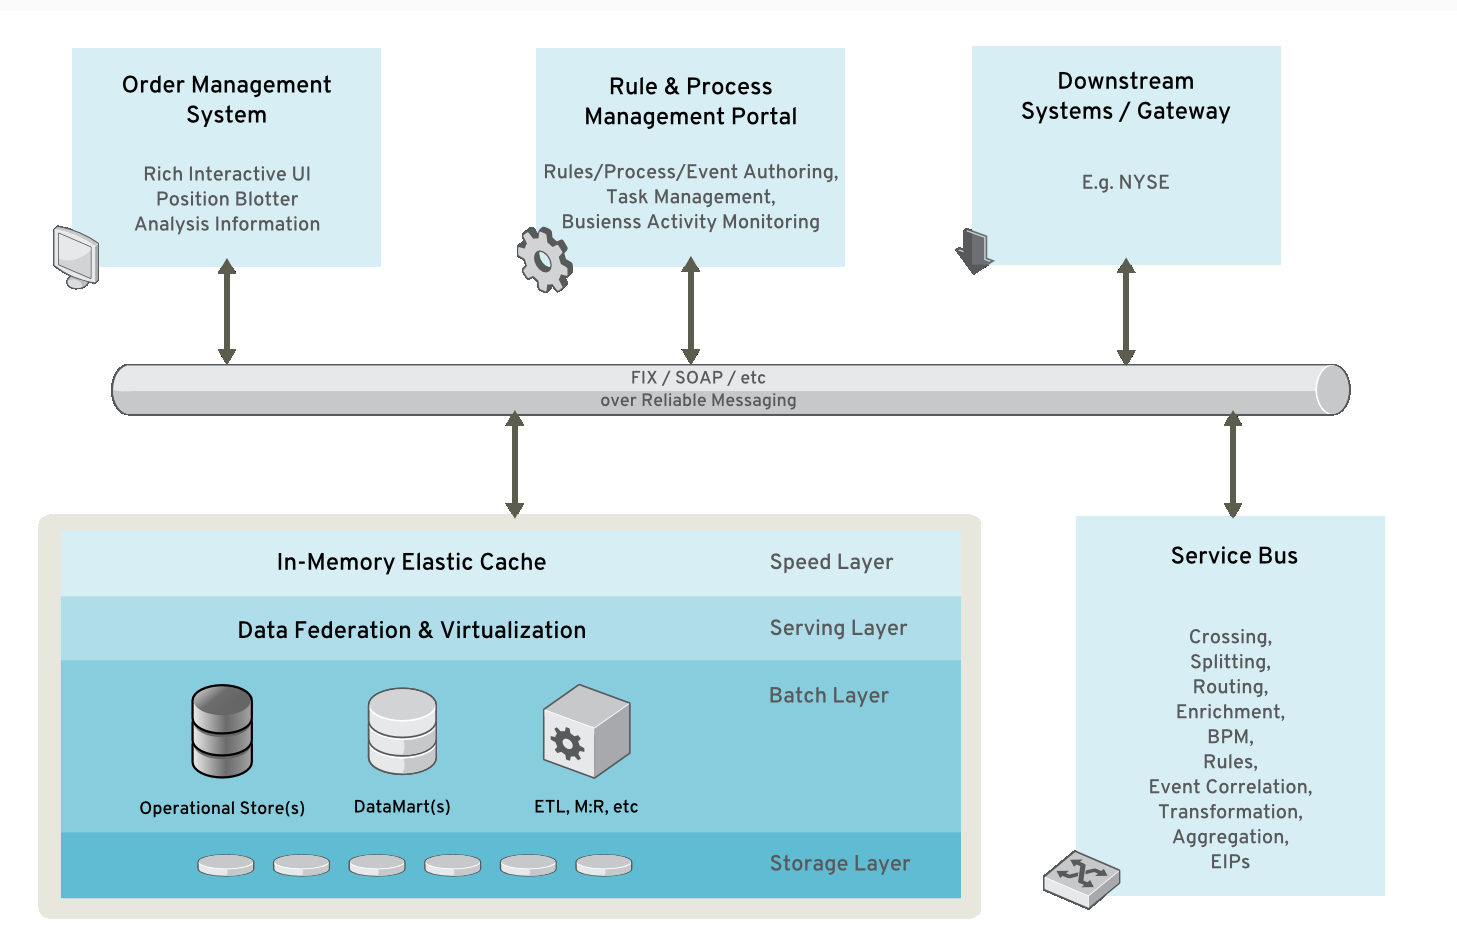 Order Management
System
Rich Interactive UI
Position Blotter
Analysis Information
Rule & Process
Management Portal
Rules/Process/Event Authoring,
Task Management,
Busienss Activity Monitoring
Downstream
Systems / Gateway
E.g. NYSE
FIX / SOAP / etc
over Reliable Messaging
In-Memory Elastic Cache
Speed Layer
Data Federation & Virtualization
Serving Layer
Batch Layer
Operational Store(s)
DataMart(s)
ETL, M:R, etc
Storage Layer
Service Bus
Crossing,
Splitting,
Routing,
Enrichment,
BPM,
Rules,
Event Correlation,
Transformation,
Aggregation,
EIPs